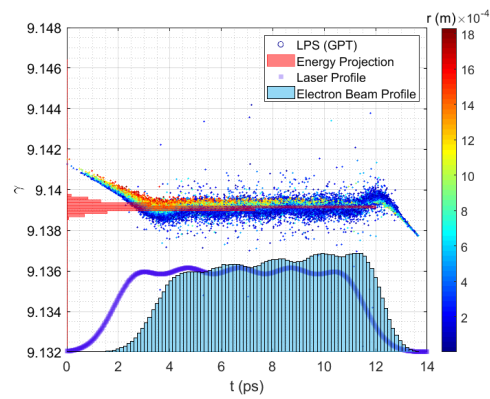 r (m) ×10⁻⁴
9.148
9.146
9.144
9.142
9.14
9.138
9.136
9.134
9.132
γ
LPS (GPT)
Energy Projection
Laser Profile
Electron Beam Profile
18
16
14
12
10
8
6
4
2
0 2 4 6 8 10 12 14
t (ps)